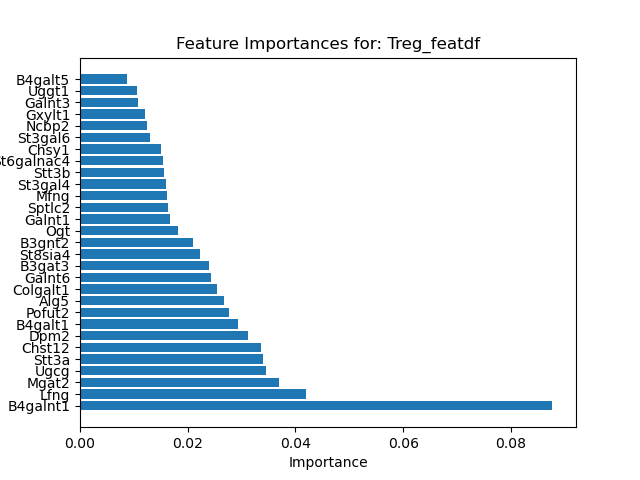 Feature Importances for: Treg_featdf
B4galt5
Uggt1
Galnt3
Gxylt1
Ncbp2
St3gal6
Chsy1
St6galnac4
Stt3b
St3gal4
Mfng
Sptlc2
Galnt1
Ogt
B3gnt2
St8sia4
B3gat3
Galnt6
Colgalt1
Alg5
Pofut2
B4galt1
Dpm2
Chst12
Stt3a
Ugcg
Mgat2
Lfng
B4galnt1
0.00 0.02 0.04 0.06 0.08
Importance